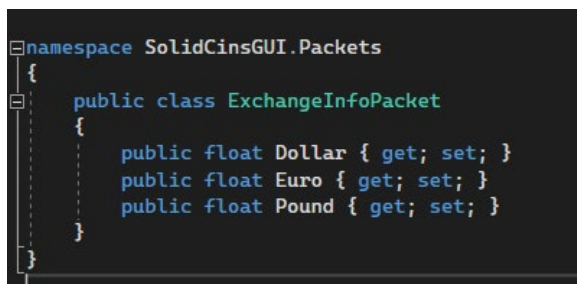 namespace SolidCinsGUI.Packets
{
public class ExchangeInfoPacket
{
public float Dollar { get; set; }
public float Euro { get; set; }
public float Pound { get; set; }
}
}